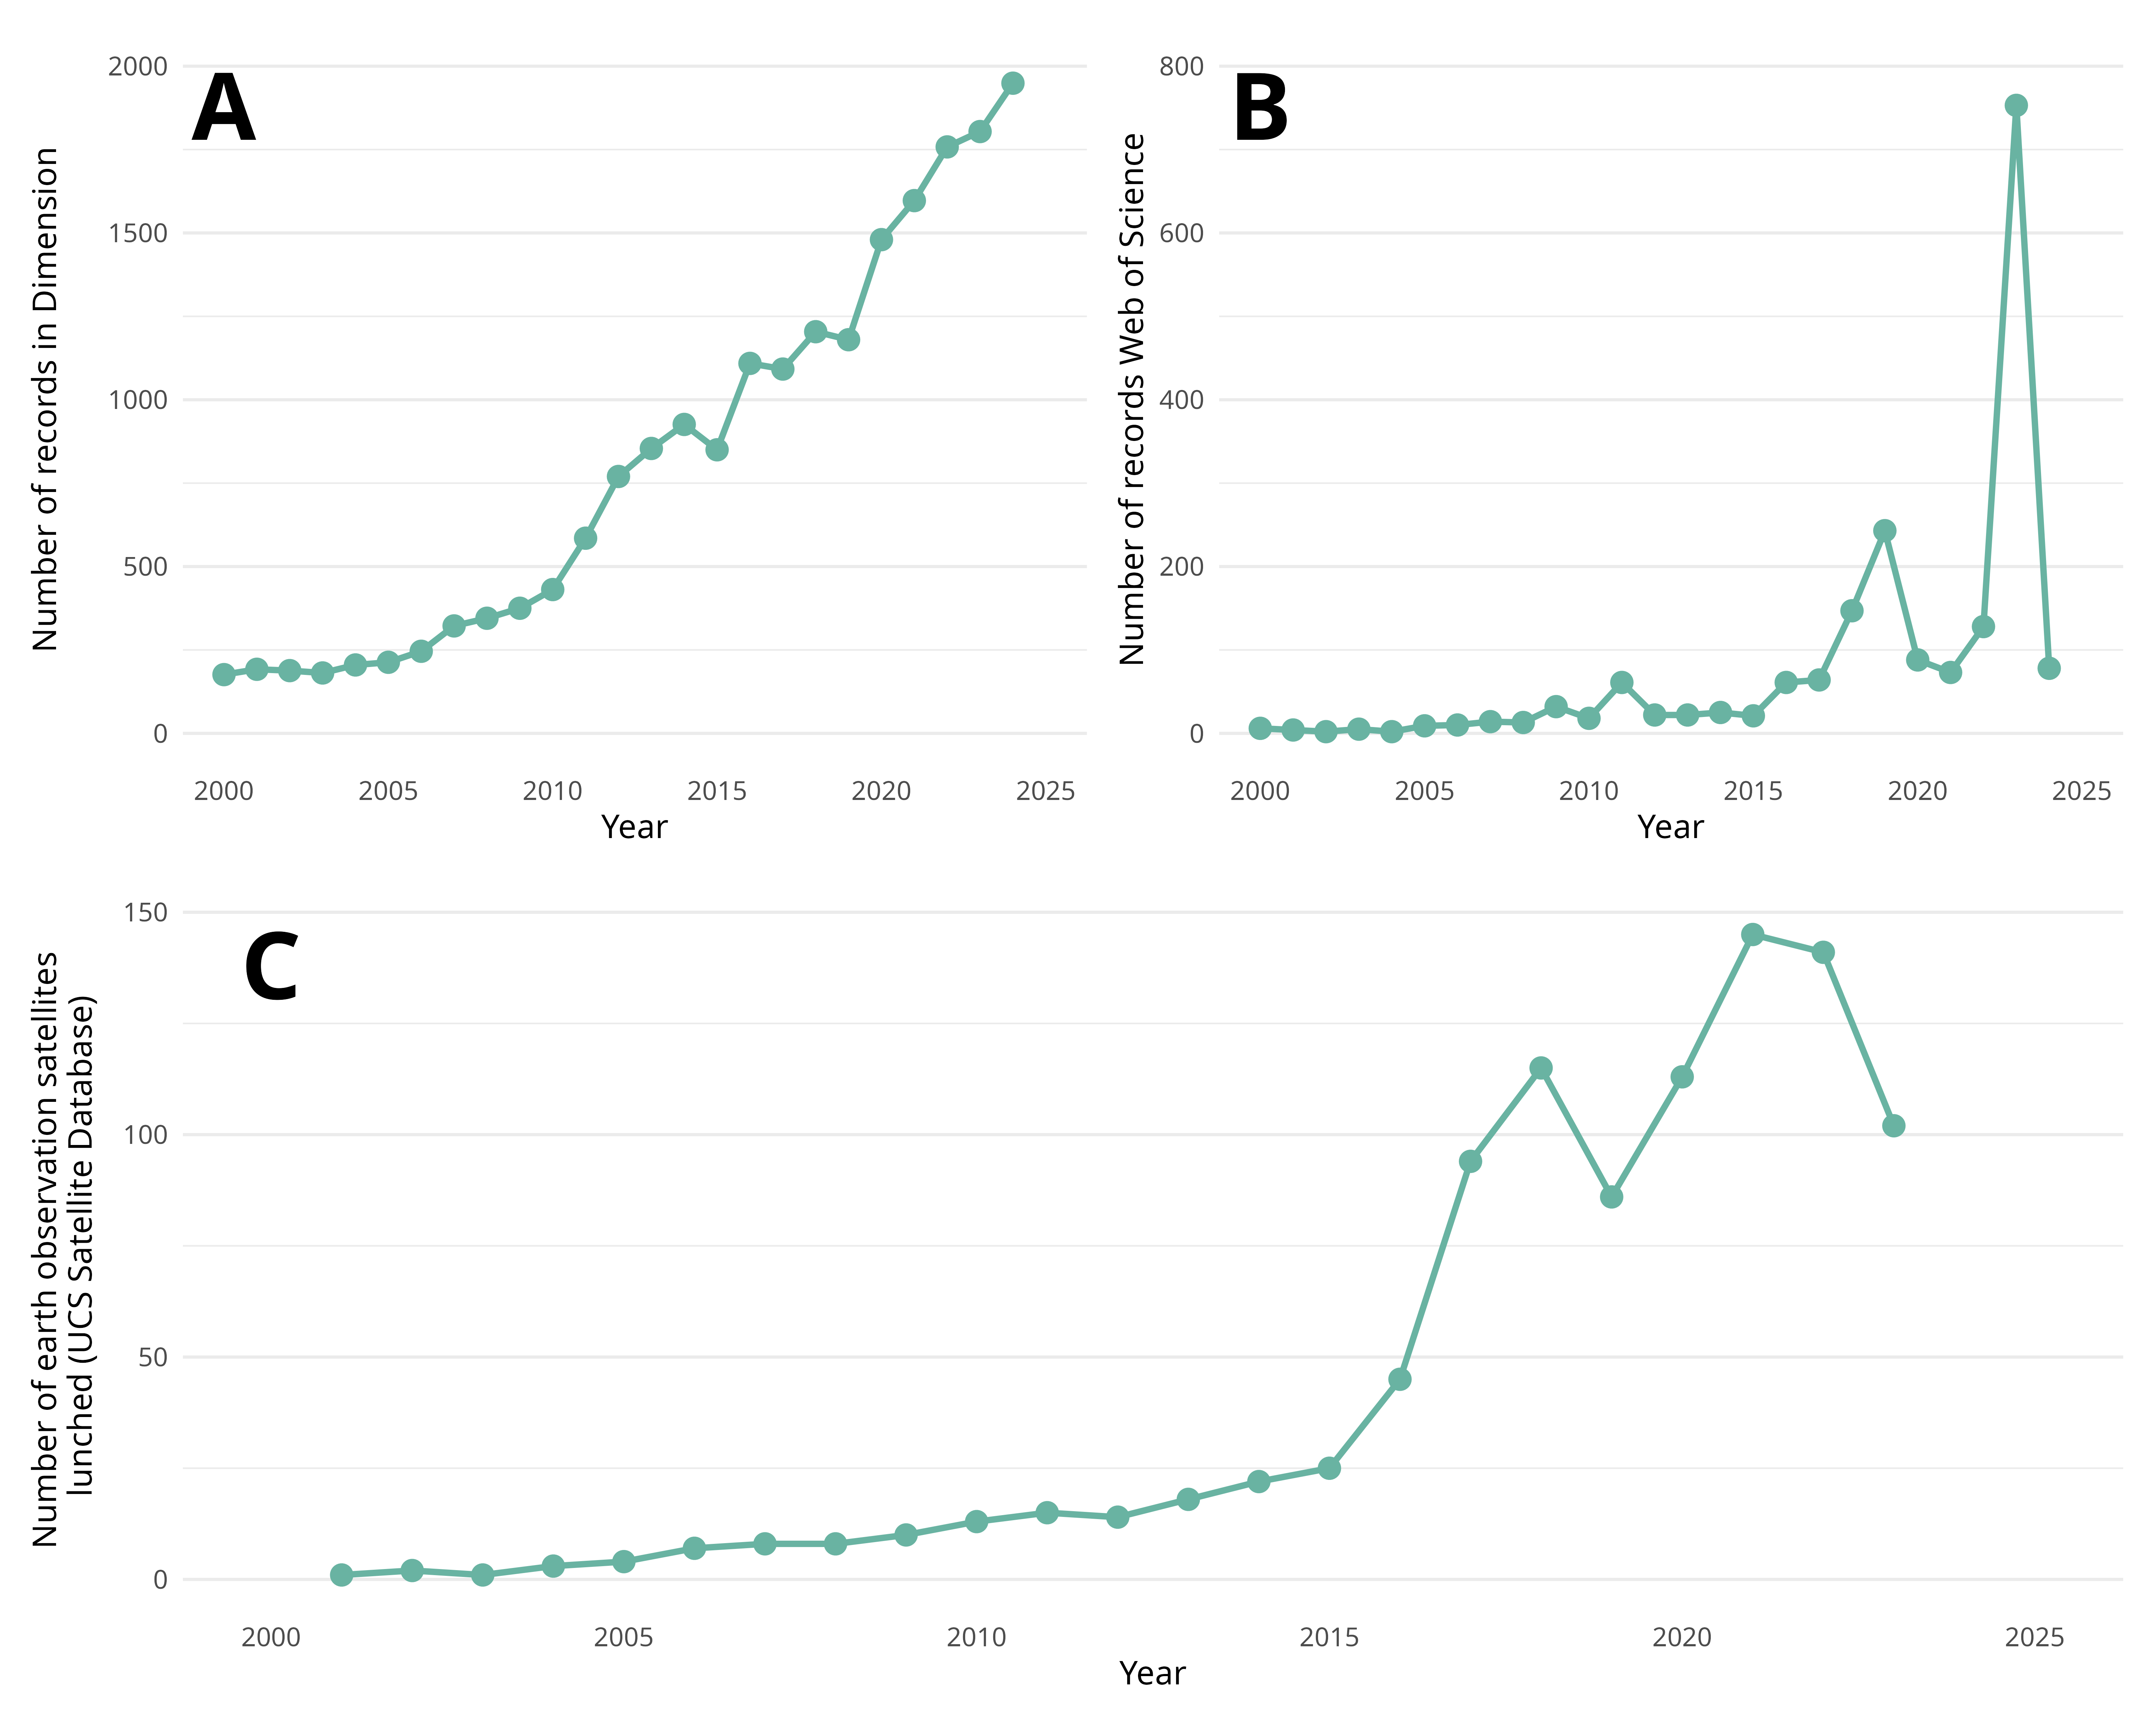 A
Number of records in Dimension
2000
1500
1000
500
0
2000 2005 2010 2015 2020 2025
Year
B
Number of records Web of Science
800
600
400
200
0
2000 2005 2010 2015 2020 2025
Year
C
Number of earth observation satellites
lunched (UCS Satellite Database)
150
100
50
0
2000 2005 2010 2015 2020 2025
Year